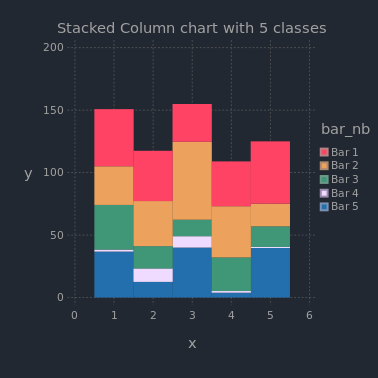 Stacked Column chart with 5 classes
200
150
100
50
0
y
0 1 2 3 4 5 6
x
bar_nb
Bar 1
Bar 2
Bar 3
Bar 4
Bar 5